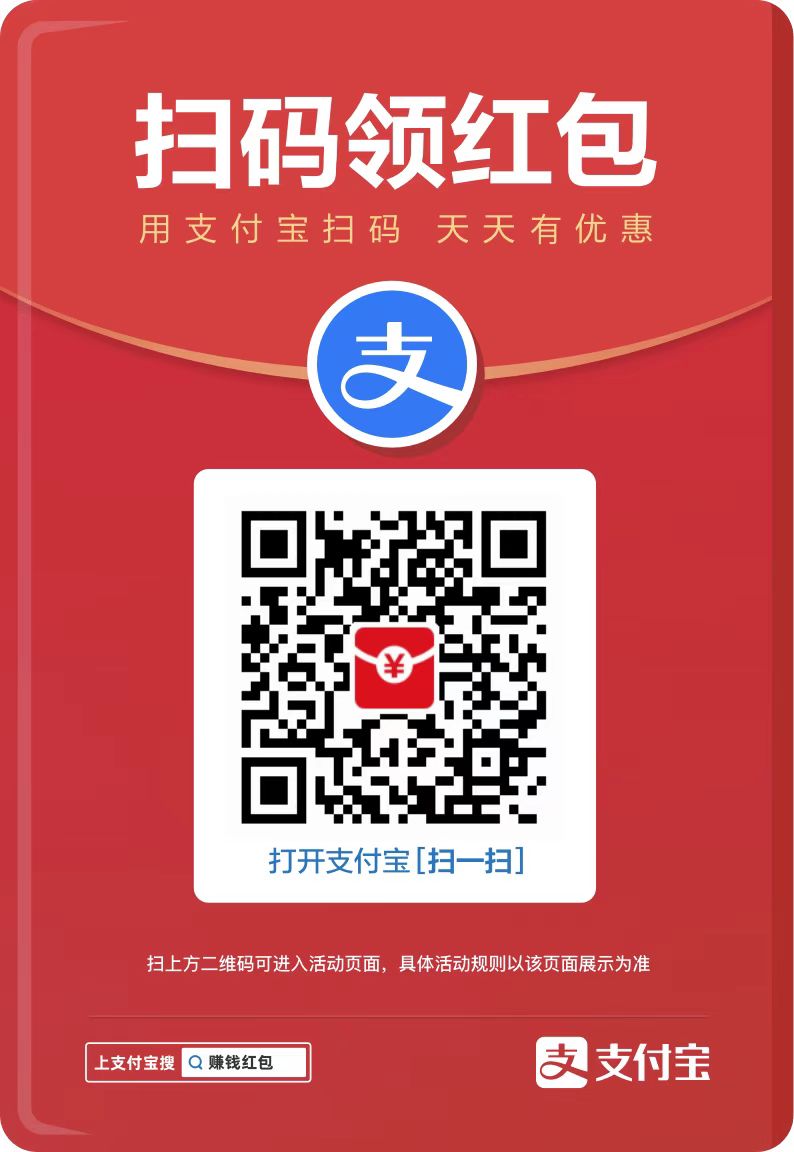 扫码领红包
用支付宝扫码 天天有优惠
支
¥
打开支付宝[扫一扫]
扫上方二维码可进入活动页面，具体活动规则以该页面展示为准
上支付宝搜 赚钱红包
支 支付宝